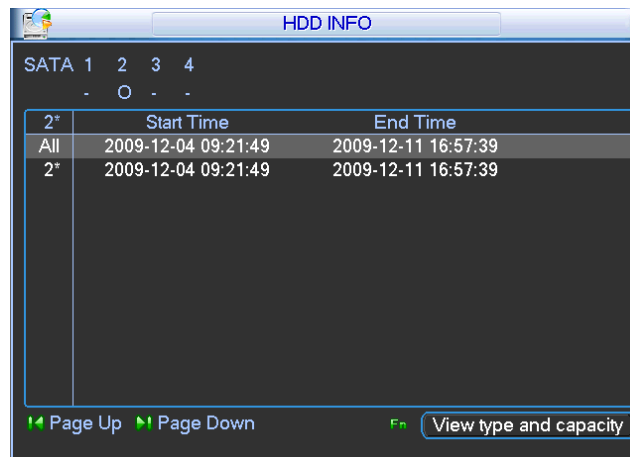 HDD INFO
SATA 1 2 3 4
- O - -
2* Start Time End Time
All 2009-12-04 09:21:49 2009-12-11 16:57:39
2* 2009-12-04 09:21:49 2009-12-11 16:57:39
Page Up Page Down Fn View type and capacity